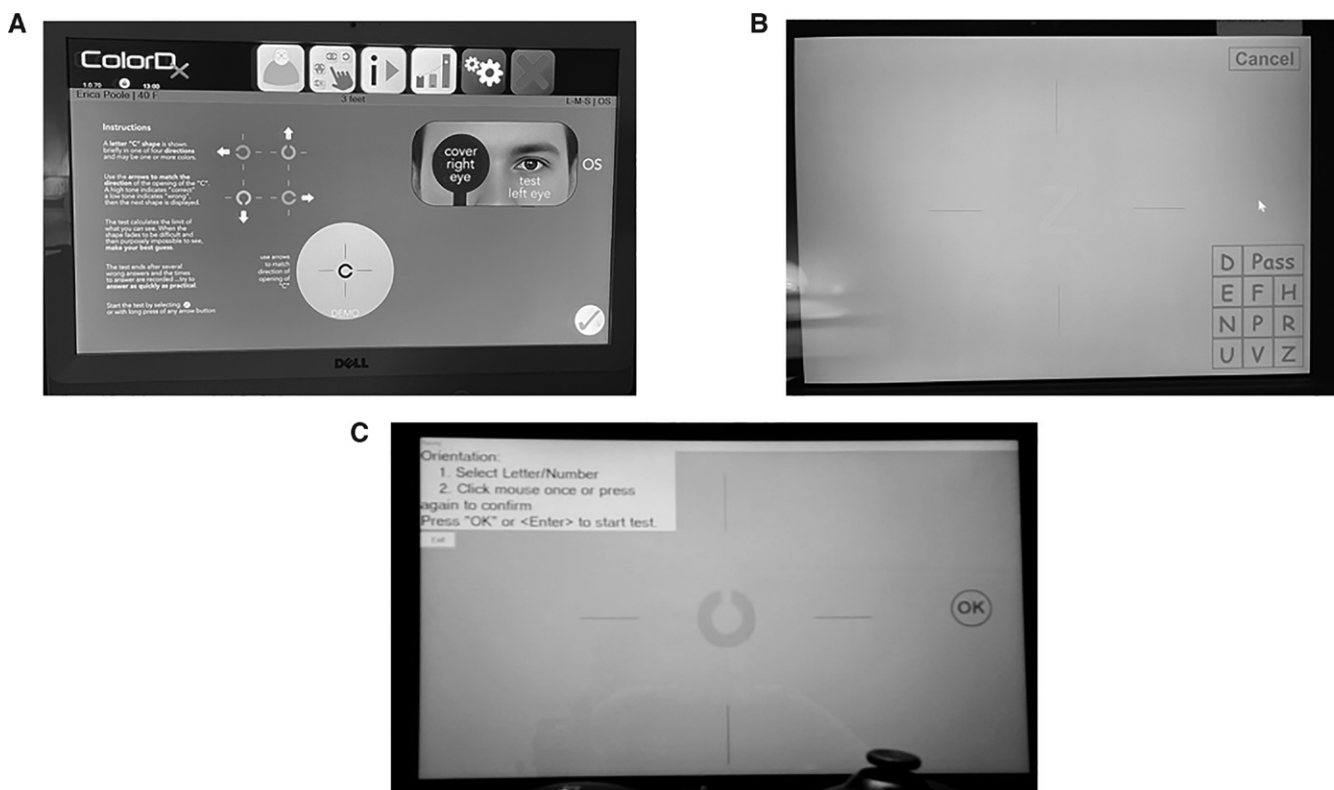 A
ColorDx
1.0.70 13:00
Erica Poole | 40 F
3 feet
L-M-S | OS
Instructions
A letter "C" shape is shown
briefly in one of four directions
and may be one or more colors.
Use the arrows to match the
direction of the opening of the "C".
A high tone indicates "correct"
a low tone indicates "wrong",
then the next shape is displayed.
The test calculates the limit of
what you can see. When the
shape fades to be difficult and
then purposely impossible to see,
make your best guess.
The test ends after several
wrong answers and the times
to answer are recorded ...try to
answer as quickly as practical.
Start the test by selecting
or with long press of any arrow button
use arrows
to match
direction of
opening of
"C"
C
DEMO
cover
right
eye
test
left eye
OS
DELL
B
Cancel
Z
D Pass
E F H
N P R
U V Z
C
Orientation:
1. Select Letter/Number
2. Click mouse once or press
again to confirm
Press "OK" or <Enter> to start test.
Exit
OK